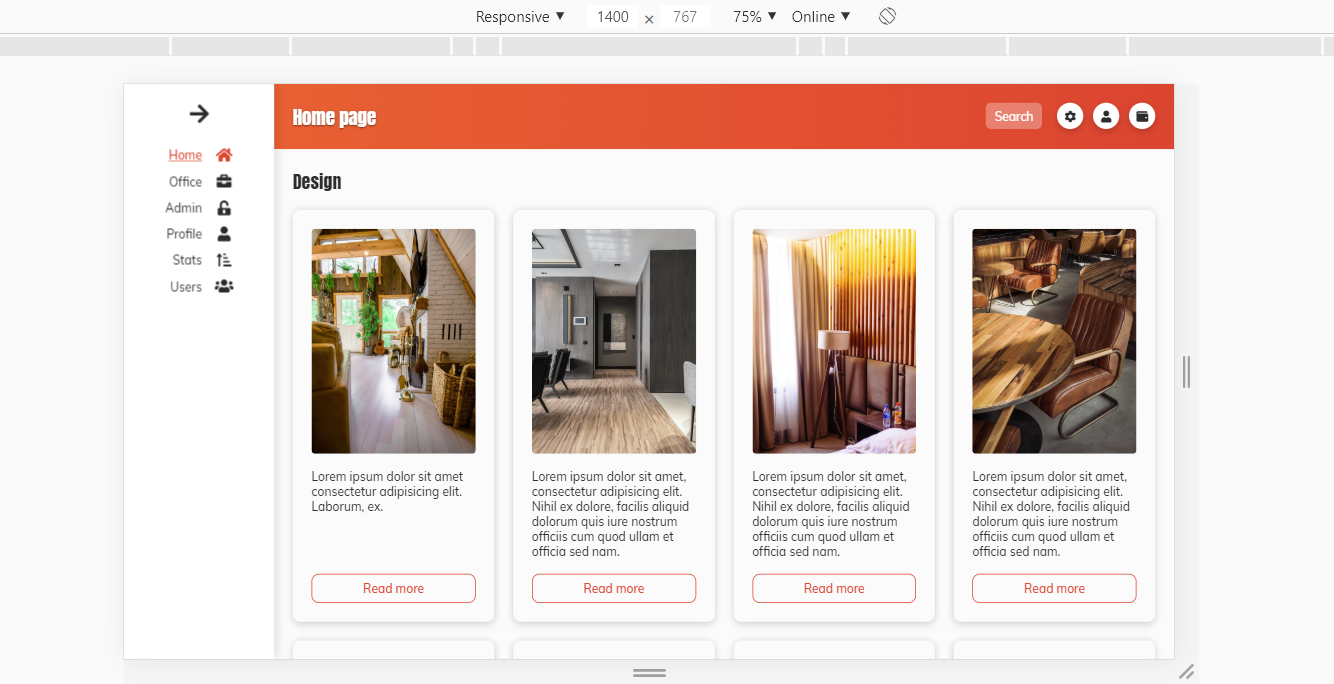 Responsive ▼ 1400 × 767 75% ▼ Online ▼
Home page
Search
Home
Office
Admin
Profile
Stats
Users
Design
Lorem ipsum dolor sit amet
consectetur adipisicing elit.
Laborum, ex.
Read more
Lorem ipsum dolor sit amet,
consectetur adipisicing elit.
Nihil ex dolore, facilis aliquid
dolorum quis iure nostrum
officiis cum quod ullam et
officia sed nam.
Read more
Lorem ipsum dolor sit amet,
consectetur adipisicing elit.
Nihil ex dolore, facilis aliquid
dolorum quis iure nostrum
officiis cum quod ullam et
officia sed nam.
Read more
Lorem ipsum dolor sit amet,
consectetur adipisicing elit.
Nihil ex dolore, facilis aliquid
dolorum quis iure nostrum
officiis cum quod ullam et
officia sed nam.
Read more